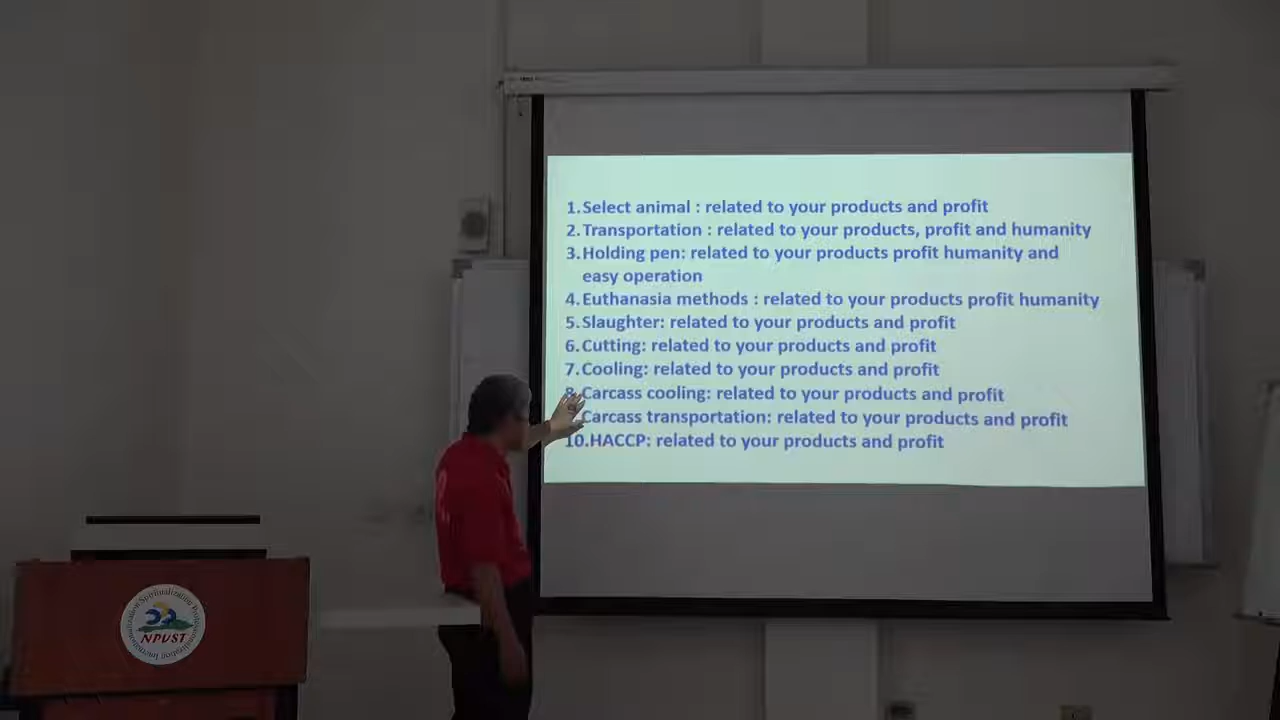 1. Select animal : related to your products and profit
2. Transportation : related to your products, profit and humanity
3. Holding pen: related to your products profit humanity and
easy operation
4. Euthanasia methods : related to your products profit humanity
5. Slaughter: related to your products and profit
6. Cutting: related to your products and profit
7. Cooling: related to your products and profit
8. Carcass cooling: related to your products and profit
Carcass transportation: related to your products and profit
10. HACCP: related to your products and profit
NPUST